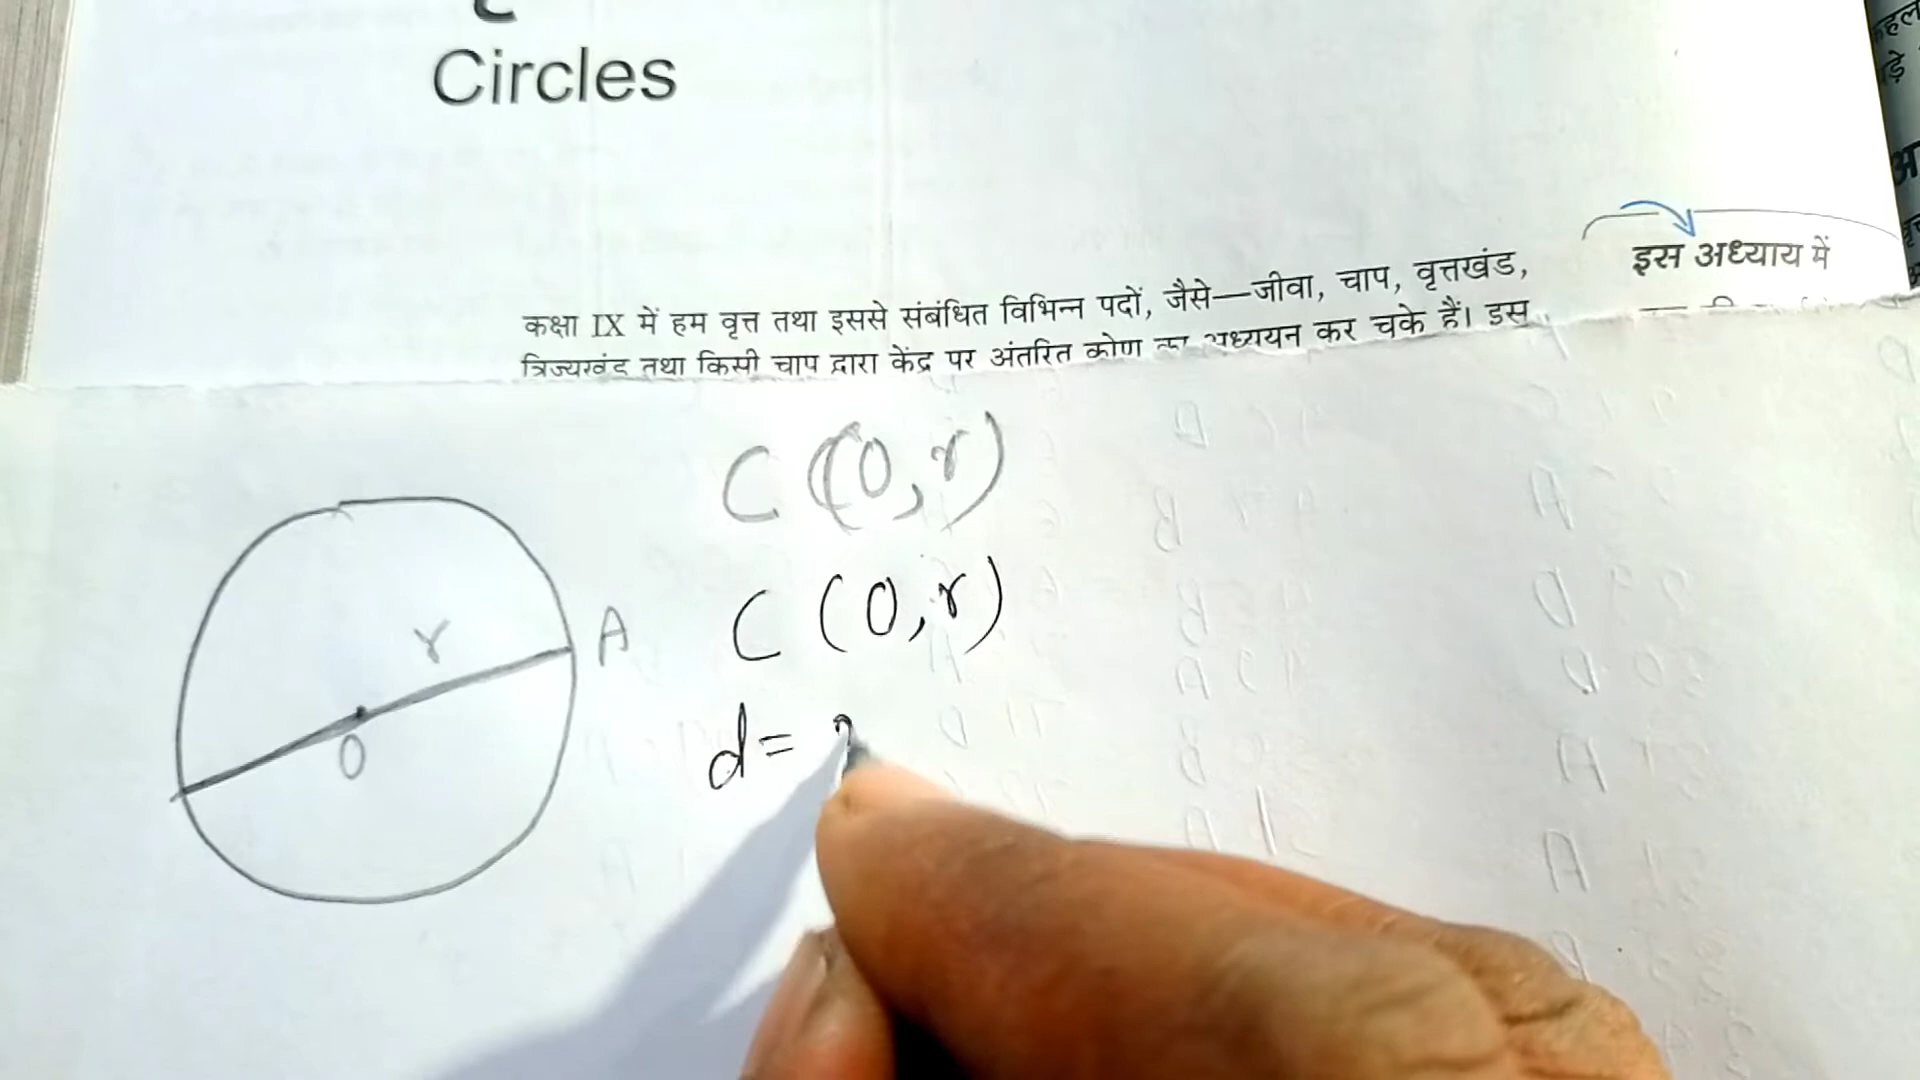 Circles
इस अध्याय में
कक्षा IX में हम वृत्त तथा इससे संबंधित विभिन्न पदों, जैसे—जीवा, चाप, वृत्तखंड,
त्रिज्यखंड तथा किसी चाप द्वारा केंद्र पर अंतरित कोण का अध्ययन कर चुके हैं। इस
C (O, r)
C (O, r)
r
A
O
d =